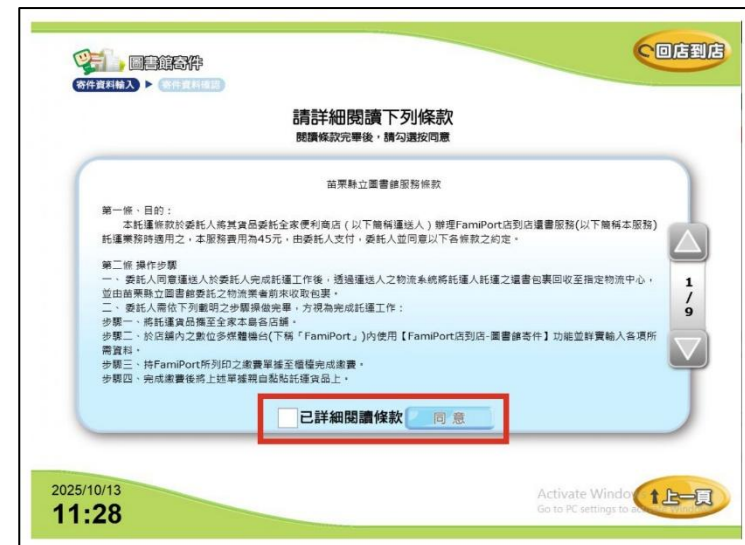 圖書館寄件
回店到店
寄件資料輸入 ▶ 寄件資料確認
請詳細閱讀下列條款
閱讀條款完畢後，請勾選按同意
苗栗縣立圖書館服務條款
第一條、目的：
本託運條款於委託人將其貨品委託全家便利商店（以下簡稱運送人）辦理FamiPort店到店還書服務(以下簡稱本服務)
託運業務時適用之，本服務費用為45元，由委託人支付，委託人並同意以下各條款之約定。
第二條 操作步驟
一、 委託人同意運送人於委託人完成託運工作後，透過運送人之物流系統將託運人託運之還書包裹回收至指定物流中心，
並由苗栗縣立圖書館委託之物流業者前來收取包裹。
二、 委託人需依下列載明之步驟操做完畢，方視為完成託運工作：
步驟一、將託運貨品攜至全家本島各店鋪。
步驟二、於店鋪內之數位多媒體機台(下稱「FamiPort」)內使用【FamiPort店到店-圖書館寄件】功能並詳實輸入各項所
需資料。
步驟三、持FamiPort所列印之繳費單據至櫃檯完成繳費。
步驟四、完成繳費後將上述單據親自黏貼託運貨品上。
1
/
9
已詳細閱讀條款 同意
2025/10/13
11:28
Activate Windo
Go to PC settings to a
上一頁